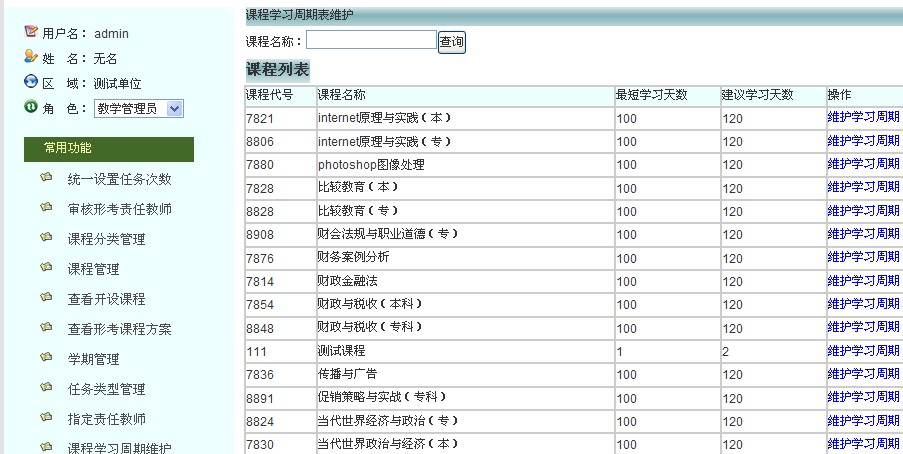 用户名： admin
姓 名：无名
区 域：测试单位
角 色：教学管理员
常用功能
统一设置任务次数
审核形考责任教师
课程分类管理
课程管理
查看开设课程
查看形考课程方案
学期管理
任务类型管理
指定责任教师
课程学习周期维护
课程学习周期表维护
课程名称： 查询
课程列表
课程代号 课程名称 最短学习天数 建议学习天数 操作
7821 internet原理与实践（本） 100 120 维护学习周期
8806 internet原理与实践（专） 100 120 维护学习周期
7880 photoshop图像处理 100 120 维护学习周期
7828 比较教育（本） 100 120 维护学习周期
8828 比较教育（专） 100 120 维护学习周期
8908 财会法规与职业道德（专） 100 120 维护学习周期
7876 财务案例分析 100 120 维护学习周期
7814 财政金融法 100 120 维护学习周期
7854 财政与税收（本科） 100 120 维护学习周期
8848 财政与税收（专科） 100 120 维护学习周期
111 测试课程 1 2 维护学习周期
7836 传播与广告 100 120 维护学习周期
8891 促销策略与实战（专科） 100 120 维护学习周期
8824 当代世界经济与政治（专） 100 120 维护学习周期
7830 当代世界政治与经济（本） 100 120 维护学习周期